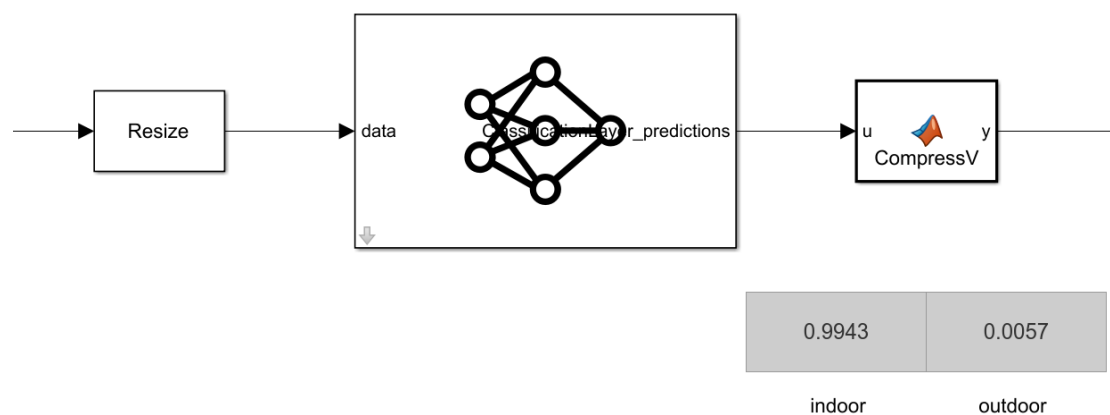 Resize
data
ClassificationLayer_predictions
u
y
CompressV
0.9943
0.0057
indoor
outdoor